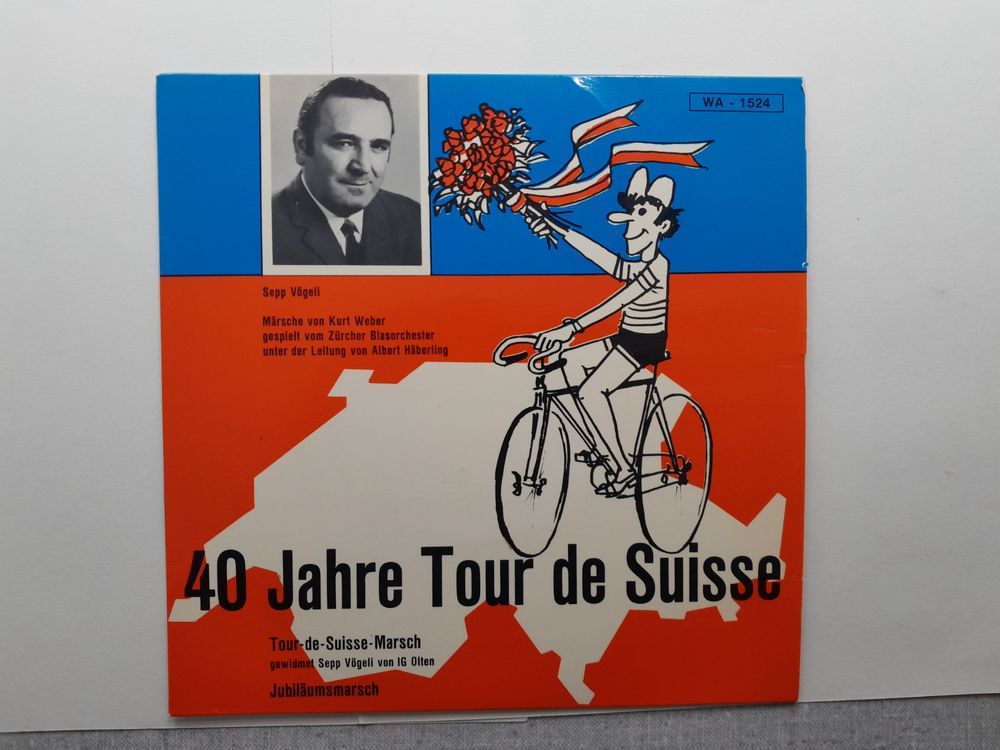 WA - 1524
Sepp Vögeli
Märsche von Kurt Weber
gespielt vom Zürcher Blasorchester
unter der Leitung von Albert Häberling
40 Jahre Tour de Suisse
Tour-de-Suisse-Marsch
gewidmet Sepp Vögeli von IG Olten
Jubiläumsmarsch